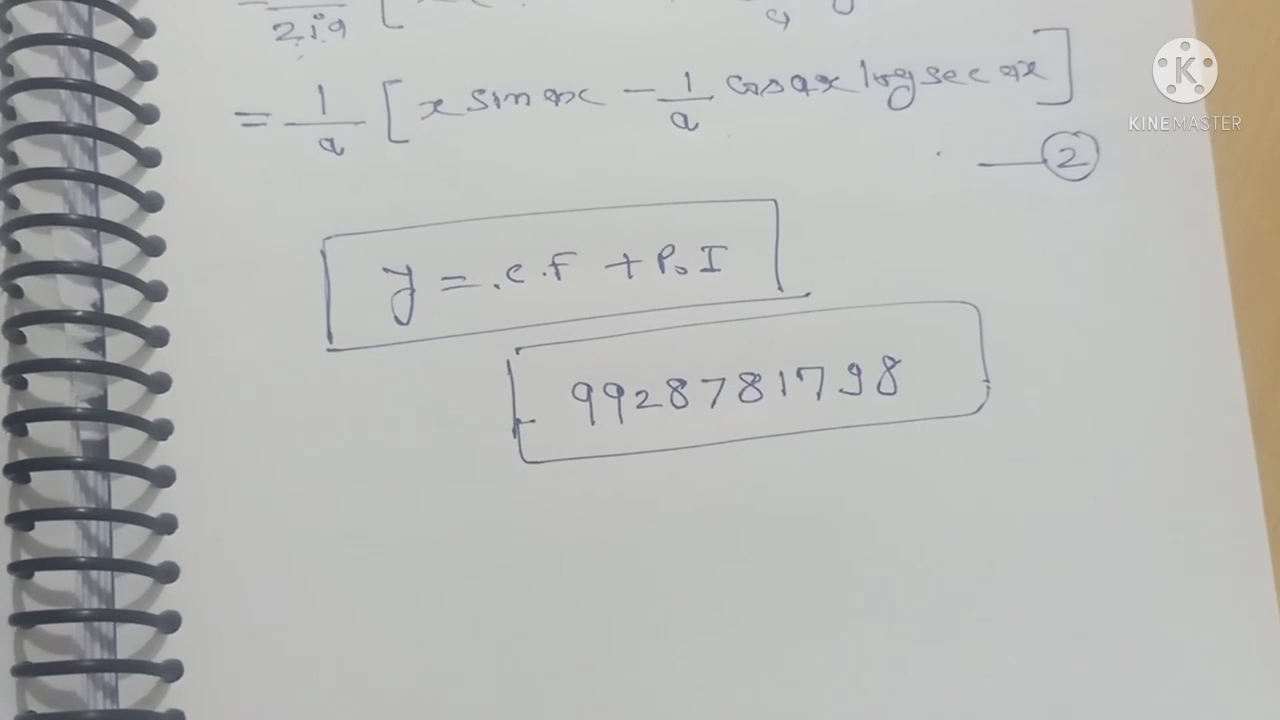 2ia [
= 1/a [ x sin ax - 1/a cos ax log sec ax ]
— 2
y = .C.F + P.I
9928781798
KINEMASTER